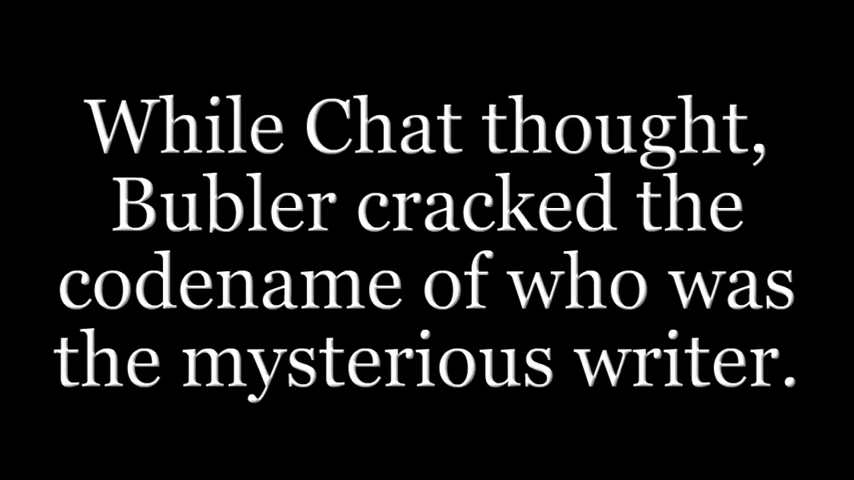 While Chat thought,
Bubler cracked the
codename of who was
the mysterious writer.